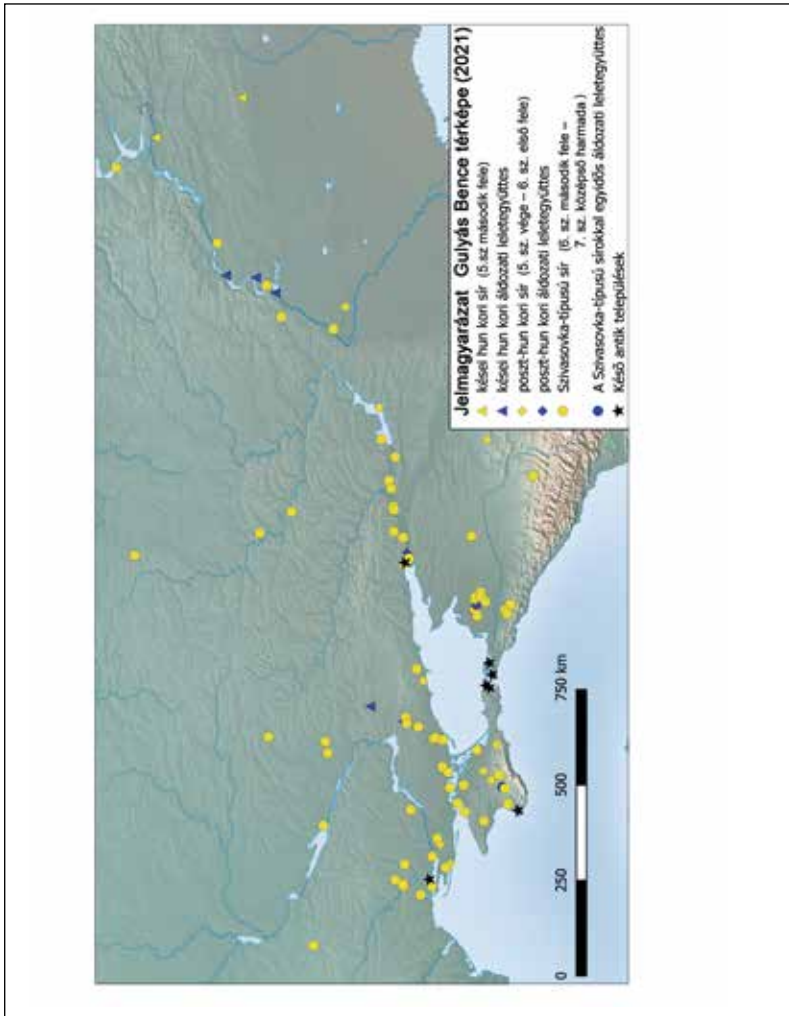 Jelmagyarázat Gulyás Bence térképe (2021)
kései hun kori sír (5.sz második fele)
kései hun kori áldozati leletegyüttes
poszt-hun kori sír (5. sz. vége – 6. sz. első fele)
poszt-hun kori áldozati leletegyüttes
Szivasovka-típusú sír (6. sz. második fele –
7. sz. középső harmada )
A Szivasovka-típusú sírokkal egyidős áldozati leletegyüttes
Késő antik települések
0 250 500 750 km